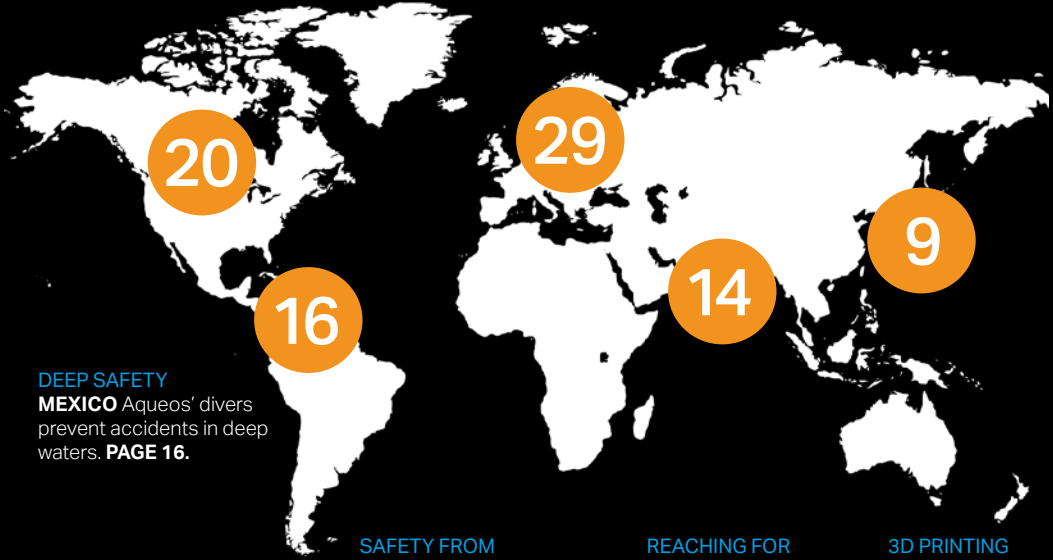 20
29
9
14
16
DEEP SAFETY
MEXICO Aqueos’ divers
prevent accidents in deep
waters. PAGE 16.
SAFETY FROM
REACHING FOR
3D PRINTING